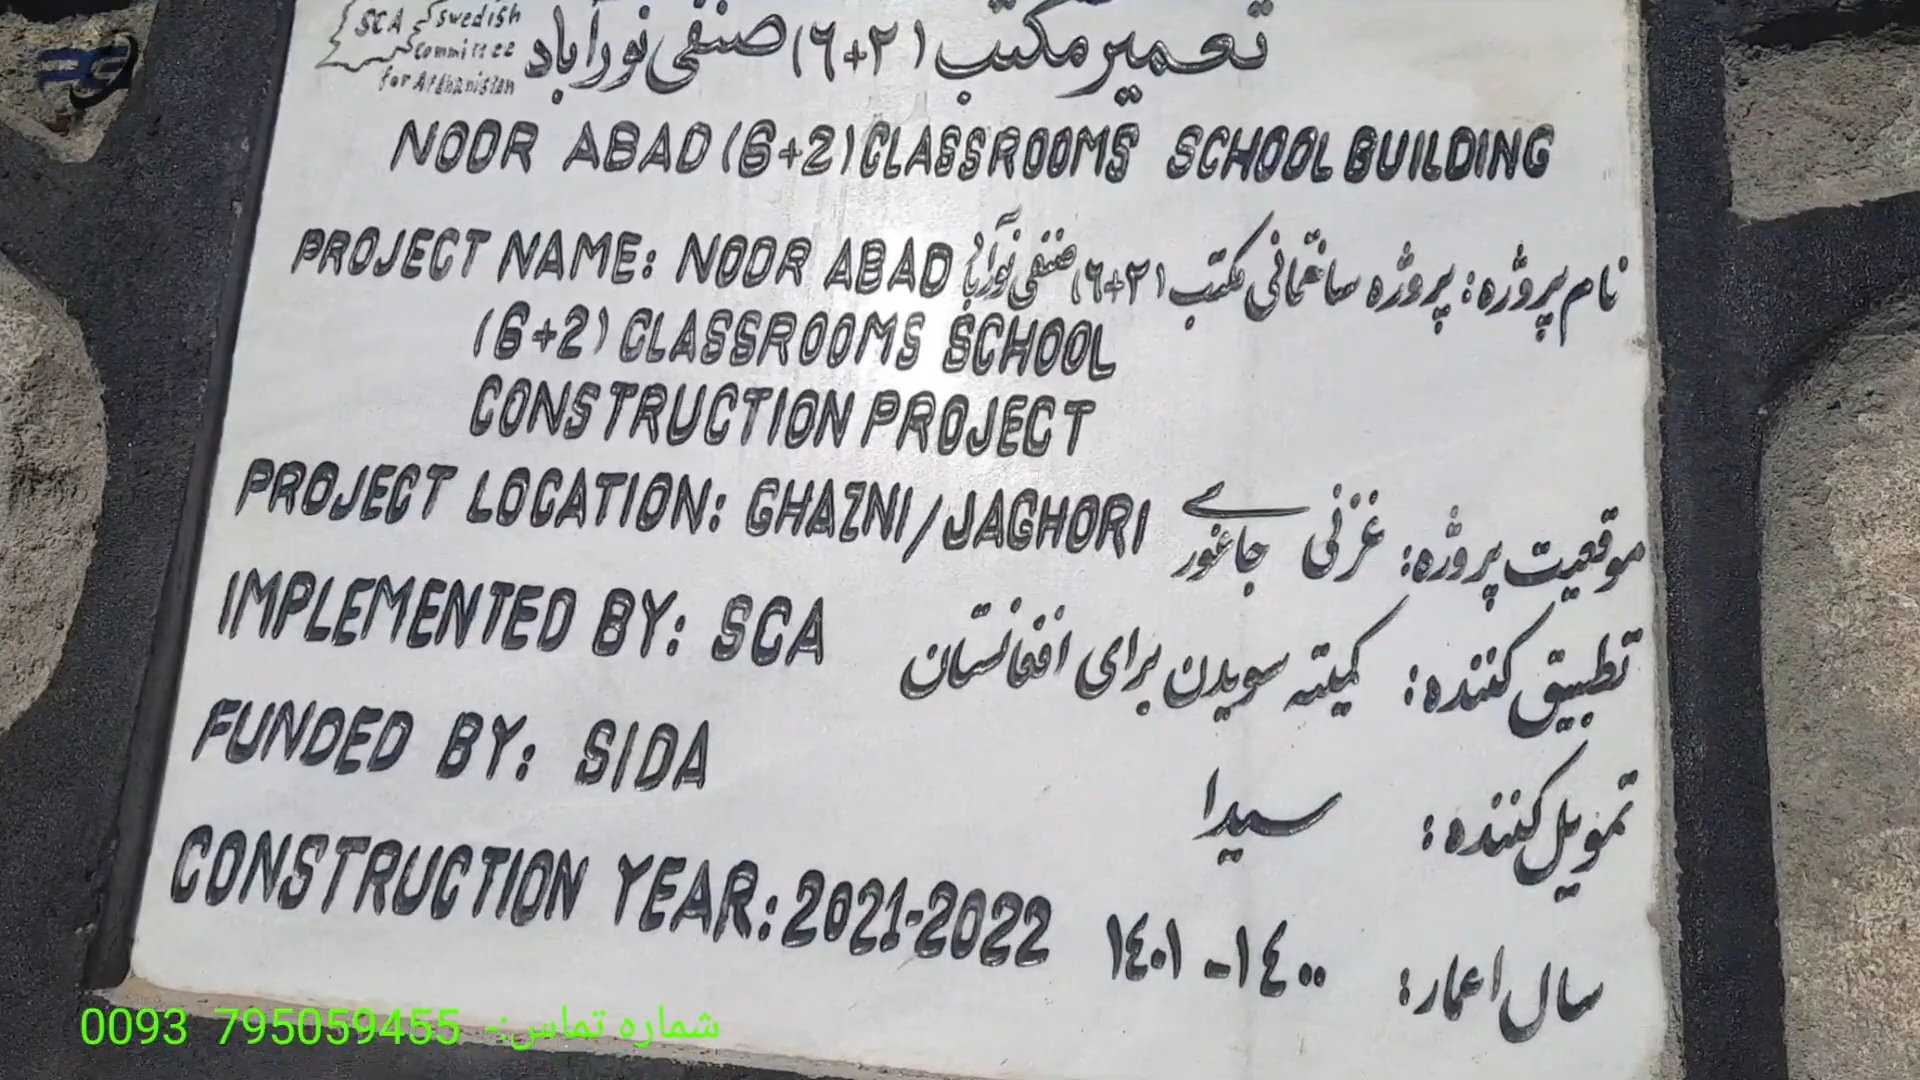 SCA Swedish
Committee
for Afghanistan
تعمیر مکتب (۲+۶) صنفی نورآباد
NOOR ABAD (6+2) CLASSROOMS SCHOOL BUILDING
PROJECT NAME: NOOR ABAD
(6+2) CLASSROOMS SCHOOL
CONSTRUCTION PROJECT
نام پروژه: پروژه ساختمانی مکتب (۲+۶) صنفی نورآباد
PROJECT LOCATION: GHAZNI/JAGHORI
موقعیت پروژه: غزنی جاغوری
IMPLEMENTED BY: SCA
تطبیق کننده: کمیته سویدن برای افغانستان
FUNDED BY: SIDA
تمویل کننده: سیدا
CONSTRUCTION YEAR: 2021-2022
سال اعمار: ١٤٠٠ - ١٤٠١
شماره تماس:- 795059455 0093